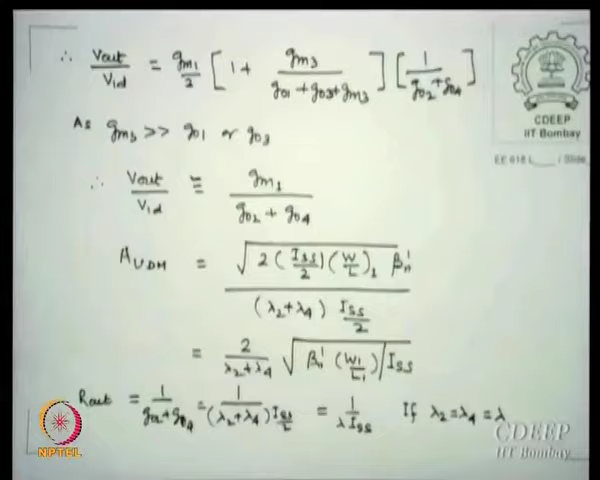 ∴ Vout/Vid = gm1/2 [ 1 + gm3/(go1 + go3 + gm3) ] [ 1/(go2 + go4) ]
CDEEP
IIT Bombay
As gm3 >> go1 or go3
EE 618 L____ / Slide
∴ Vout/Vid ≅ gm1/(go2 + go4)
AVDM = √(2 (ISS/2) (W/L)1 βn') / ((λ2+λ4) ISS/2)
= 2/(λ2+λ4) √(βn' (W1/L1) / ISS)
Rout = 1/(go2+go4) = 1/((λ2+λ4) ISS/2) = 1/(λ ISS) If λ2 = λ4 = λ
NPTEL
CDEEP
IIT Bombay